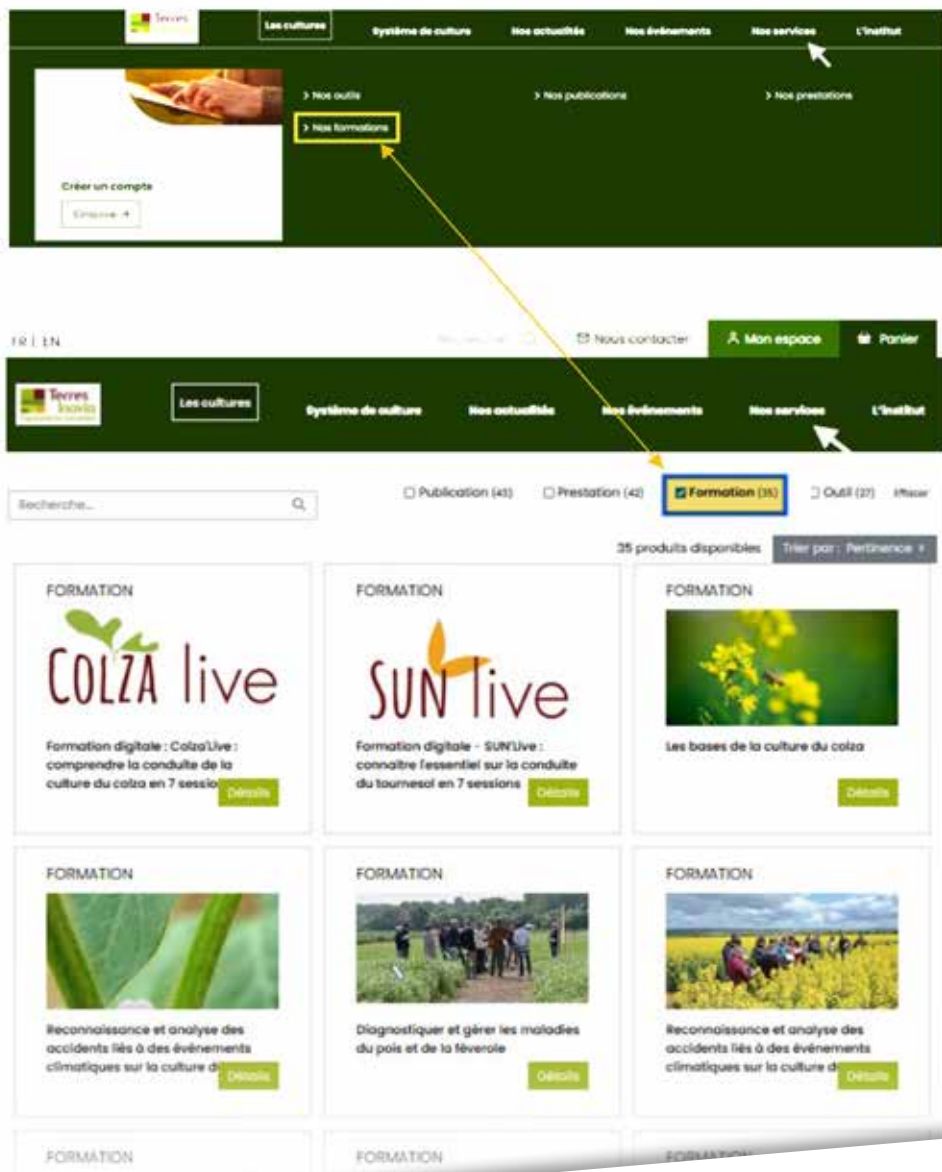 Terres
Les cultures
Système de culture
Nos actualités
Nos événements
Nos services
L'institut
> Nos outils
> Nos publications
> Nos prestations
> Nos formations
Créer un compte
FR | EN
Nous contacter
Mon espace
Panier
Terres
Inovia
Les cultures
Système de culture
Nos actualités
Nos événements
Nos services
L'institut
Recherche...
Publication (43)
Prestation (42)
Formation (35)
Outil (27)
Effacer
35 produits disponibles
Trier par : Pertinence
FORMATION
COLZA live
Formation digitale : Colza'Live :
comprendre la conduite de la
culture du colza en 7 sessio
Détails
FORMATION
SUN live
Formation digitale - SUN'Live :
connaitre l'essentiel sur la conduite
du tournesol en 7 sessions
Détails
FORMATION
Les bases de la culture du colza
Détails
FORMATION
Reconnaissance et analyse des
accidents liés à des événements
climatiques sur la culture d
Détails
FORMATION
Diagnostiquer et gérer les maladies
du pois et de la féverole
Détails
FORMATION
Reconnaissance et analyse des
accidents liés à des événements
climatiques sur la culture d
Détails
FORMATION
FORMATION
FORMATION